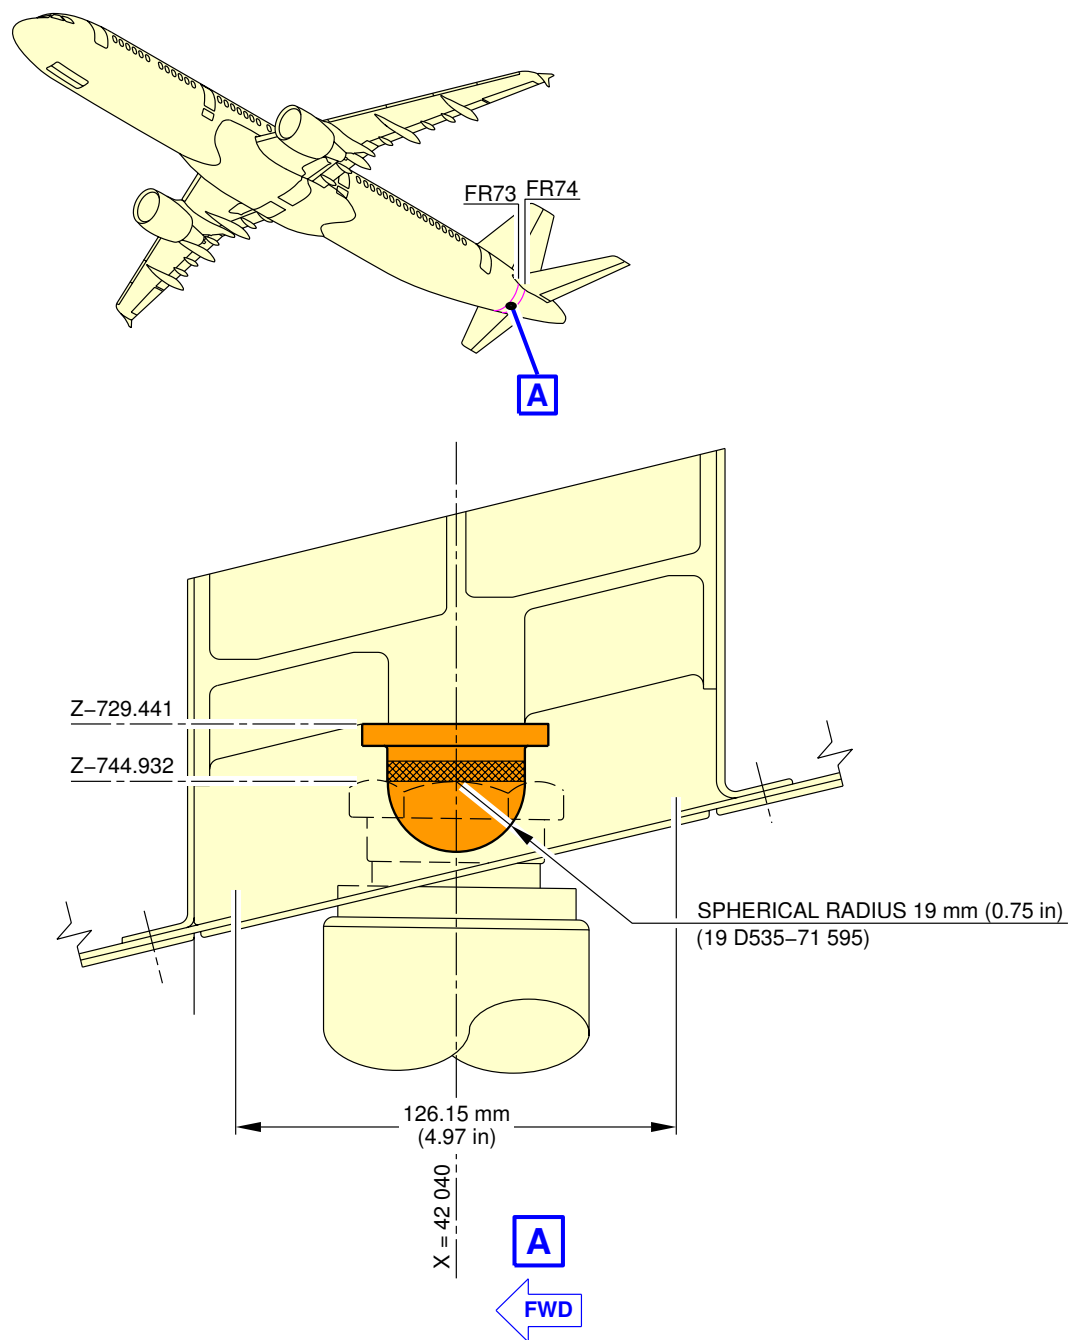 FR73 FR74
A
Z–729.441
Z–744.932
SPHERICAL RADIUS 19 mm (0.75 in)
(19 D535–71 595)
126.15 mm
(4.97 in)
X = 42 040
A
FWD